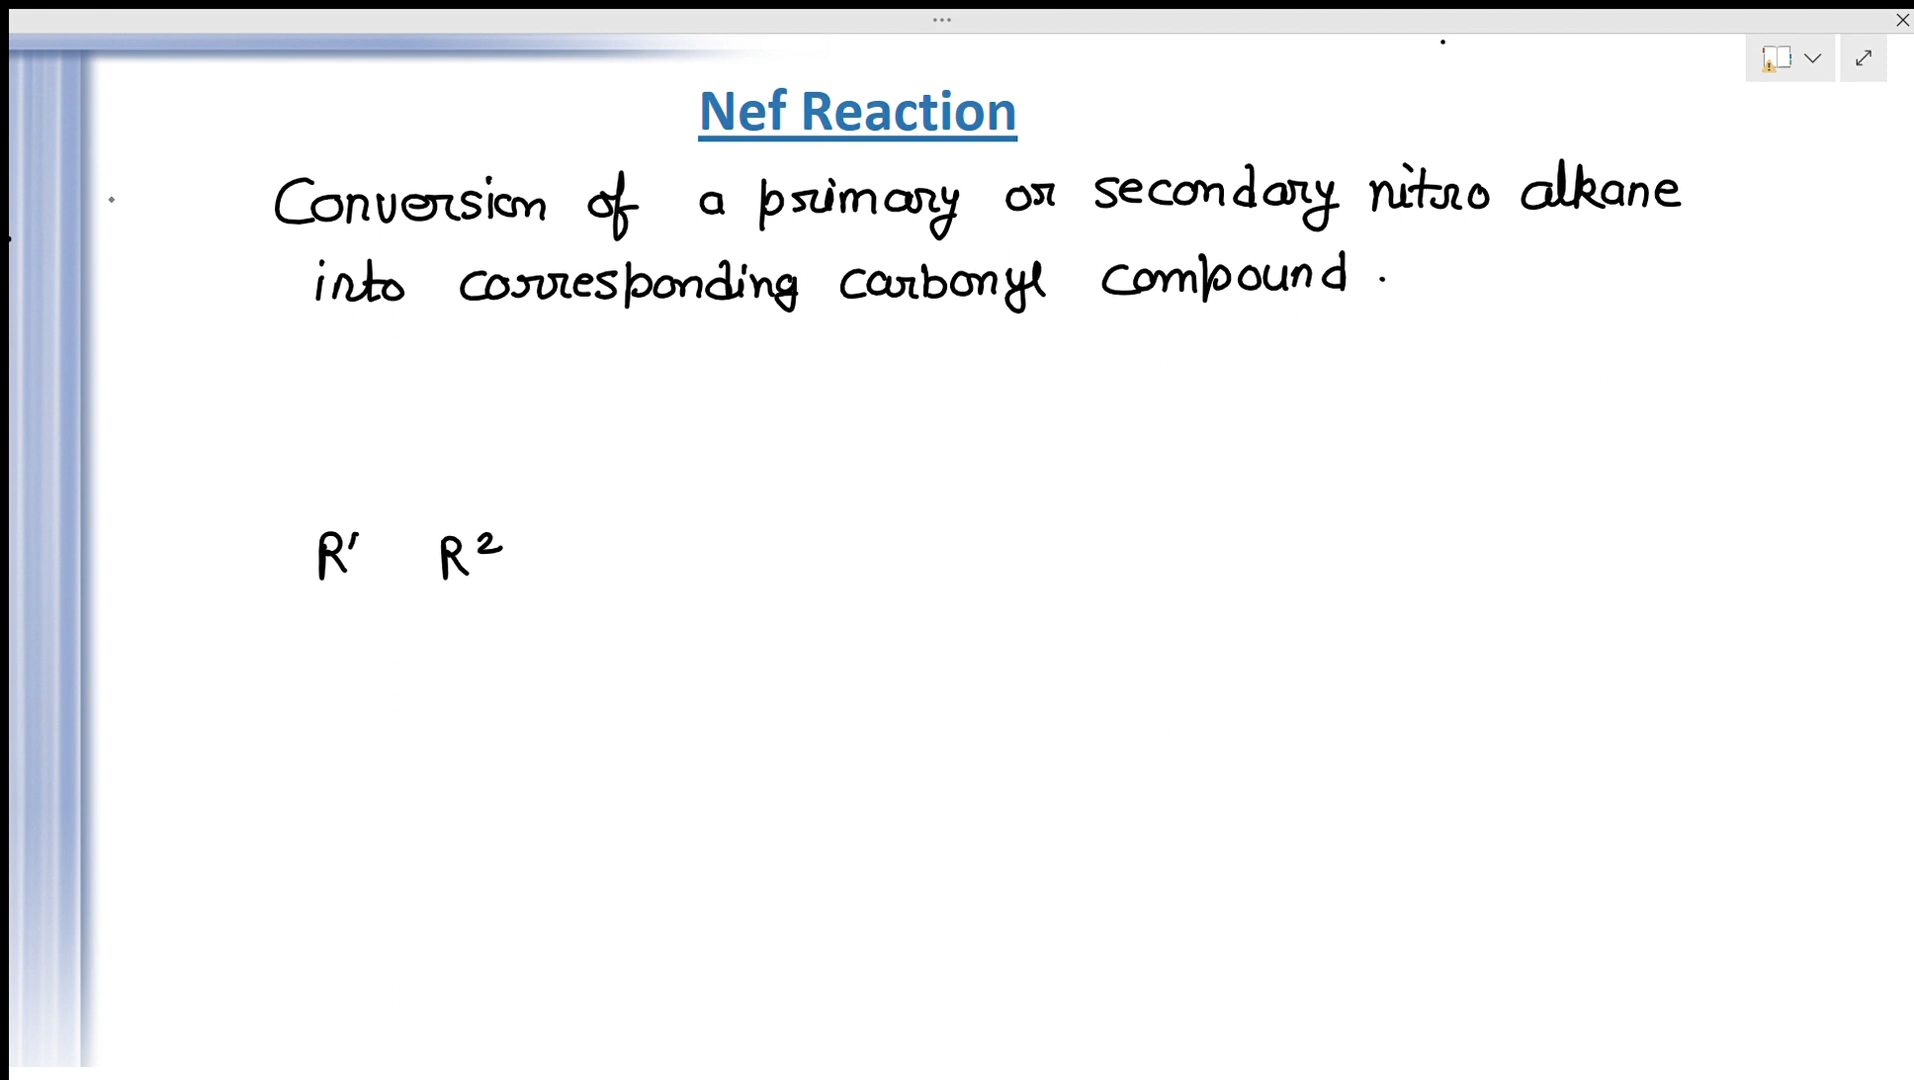 Nef Reaction
Conversion of a primary or secondary nitro alkane
into corresponding carbonyl compound .
R' R²